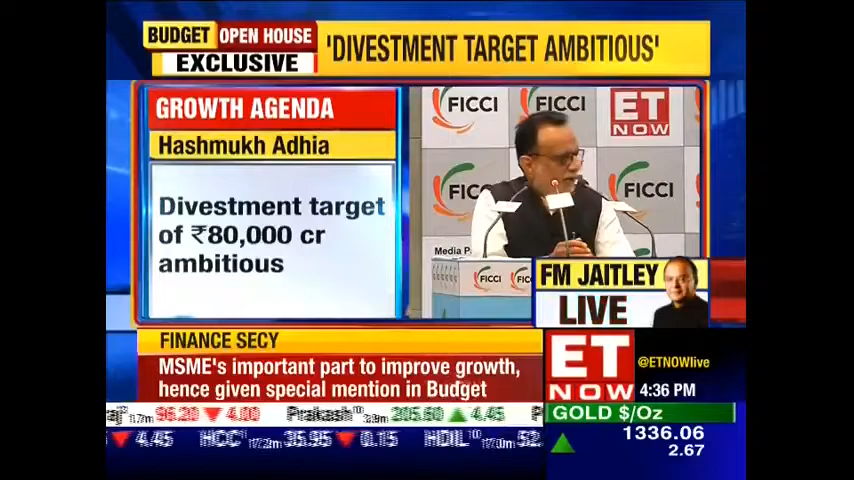 BUDGET OPEN HOUSE
EXCLUSIVE
'DIVESTMENT TARGET AMBITIOUS'
GROWTH AGENDA
Hashmukh Adhia
Divestment target
of ₹80,000 cr
ambitious
FICCI
FICCI
ET
NOW
FICCI
FICCI
Media
FICCI
FM JAITLEY
LIVE
FINANCE SECY
MSME's important part to improve growth,
hence given special mention in Budget
ET
NOW
@ETNOWlive
4:36 PM
96.20 4.00 Prakash 205.60 4.45
GOLD $/Oz
4.45 HCC 35.95 0.15 HDIL 52.
1336.06
2.67